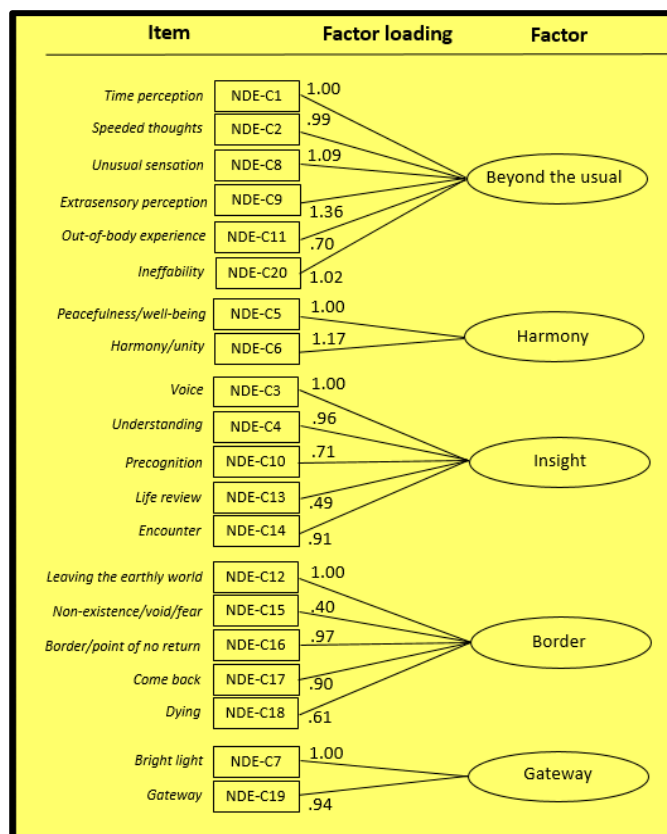 Item Factor loading Factor
Time perception NDE-C1 1.00
Speeded thoughts NDE-C2 .99
Unusual sensation NDE-C8 1.09
Beyond the usual
Extrasensory perception NDE-C9 1.36
Out-of-body experience NDE-C11 .70
Ineffability NDE-C20 1.02
Peacefulness/well-being NDE-C5 1.00
Harmony
Harmony/unity NDE-C6 1.17
Voice NDE-C3 1.00
Understanding NDE-C4 .96
Precognition NDE-C10 .71
Insight
Life review NDE-C13 .49
Encounter NDE-C14 .91
Leaving the earthly world NDE-C12 1.00
Non-existence/void/fear NDE-C15 .40
Border/point of no return NDE-C16 .97
Border
Come back NDE-C17 .90
Dying NDE-C18 .61
Bright light NDE-C7 1.00
Gateway
Gateway NDE-C19 .94